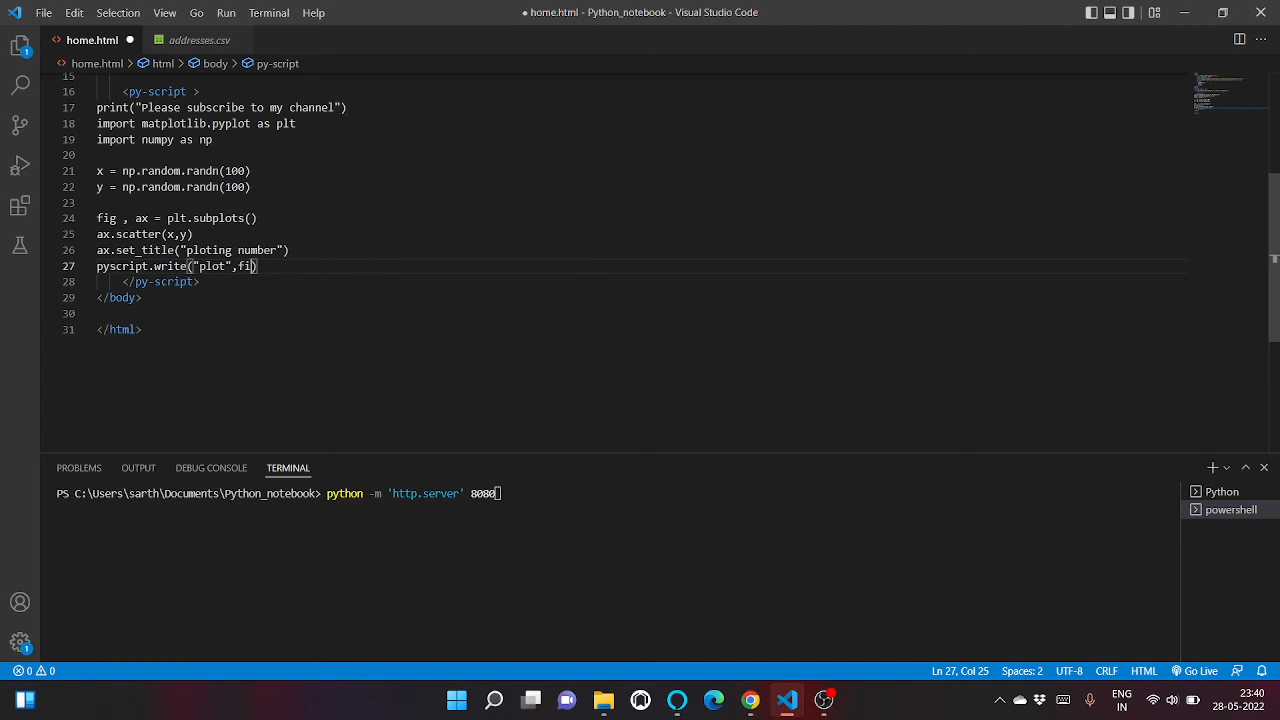 File Edit Selection View Go Run Terminal Help
● home.html - Python_notebook - Visual Studio Code
home.html ●
addresses.csv
home.html > html > body > py-script
15
16 <py-script >
17 print("Please subscribe to my channel")
18 import matplotlib.pyplot as plt
19 import numpy as np
20
21 x = np.random.randn(100)
22 y = np.random.randn(100)
23
24 fig , ax = plt.subplots()
25 ax.scatter(x,y)
26 ax.set_title("ploting number")
27 pyscript.write("plot",fi)
28 </py-script>
29 </body>
30
31 </html>
1
PROBLEMS OUTPUT DEBUG CONSOLE TERMINAL
PS C:\Users\sarth\Documents\Python_notebook> python -m 'http.server' 8080
Python
powershell
1
0 0
Ln 27, Col 25 Spaces: 2 UTF-8 CRLF HTML Go Live
ENG
IN
23:40
28-05-2022